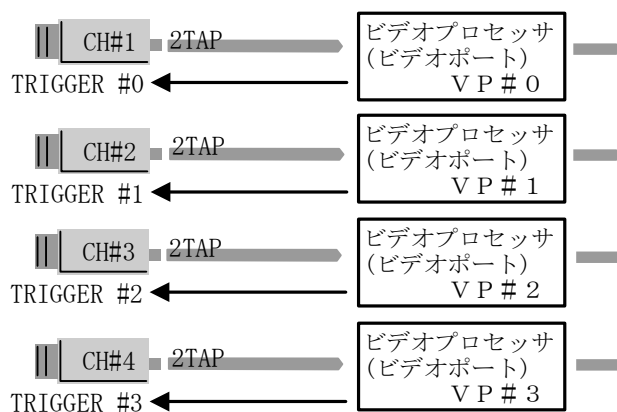 CH#1 2TAP
ビデオプロセッサ
(ビデオポート)
ＶＰ＃０
TRIGGER #0
CH#2 2TAP
ビデオプロセッサ
(ビデオポート)
ＶＰ＃１
TRIGGER #1
CH#3 2TAP
ビデオプロセッサ
(ビデオポート)
ＶＰ＃２
TRIGGER #2
CH#4 2TAP
ビデオプロセッサ
(ビデオポート)
ＶＰ＃３
TRIGGER #3